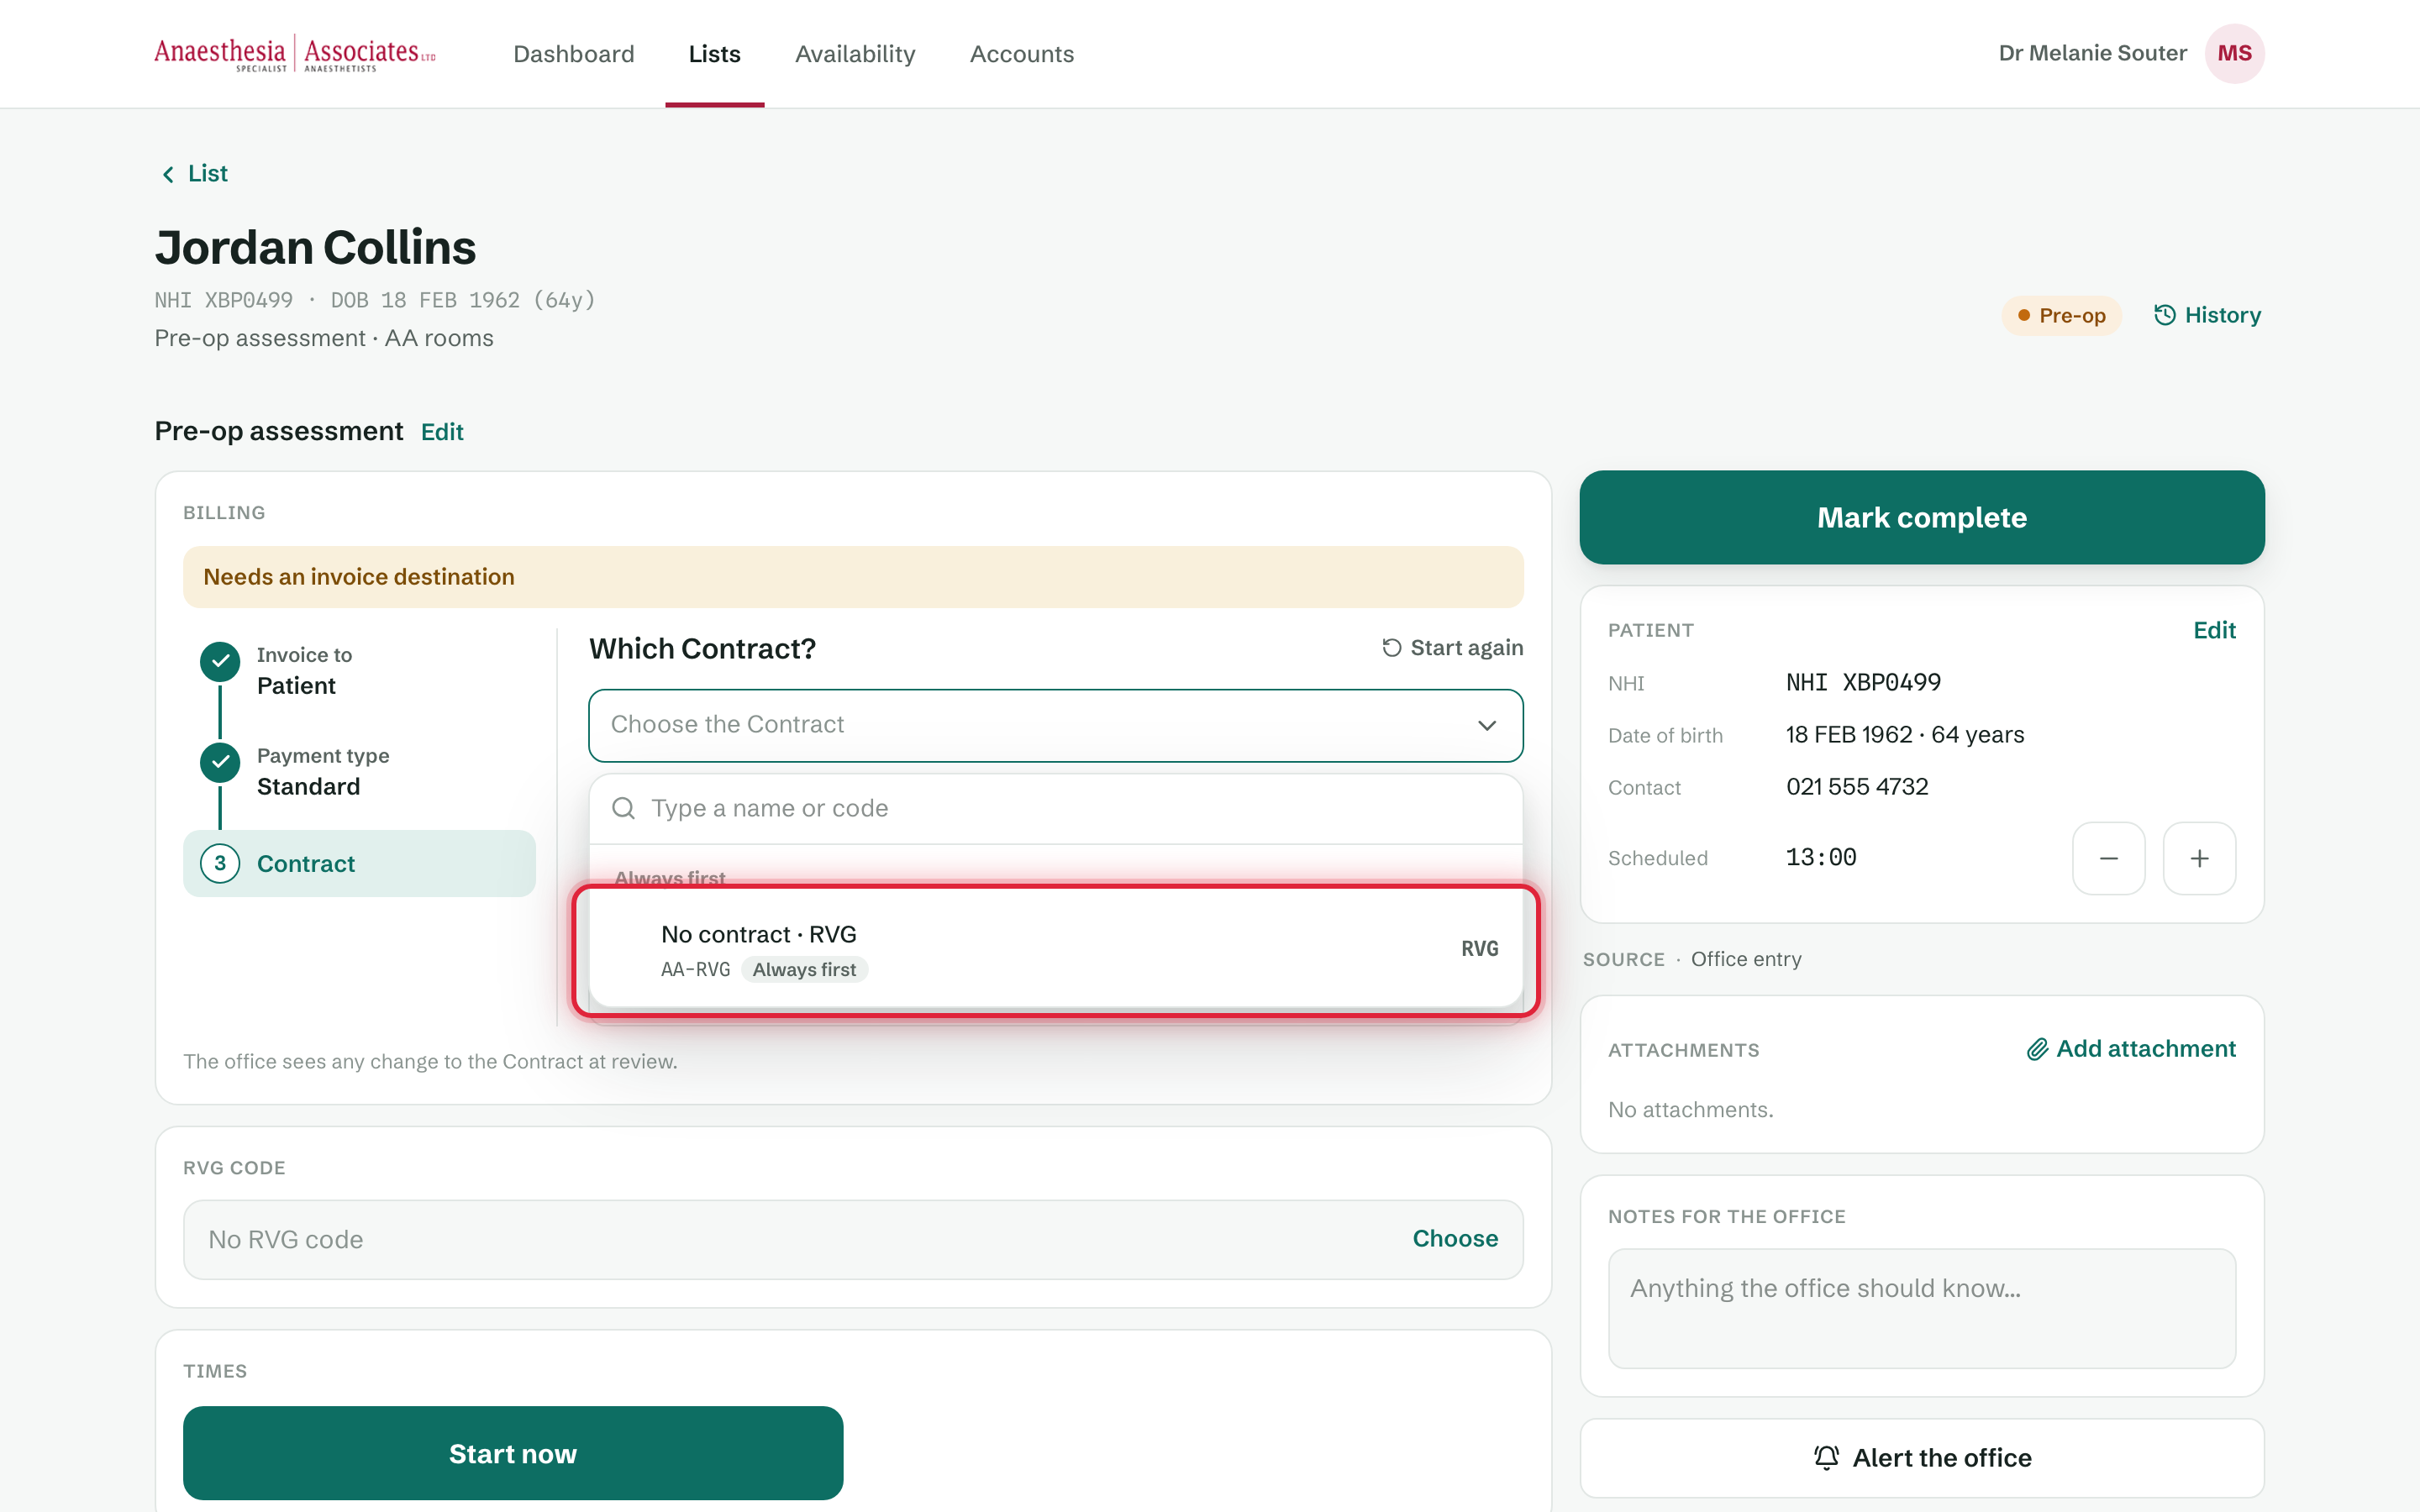 Anaesthesia Associates LTD
SPECIALIST ANAESTHETISTS
Dashboard
Lists
Availability
Accounts
Dr Melanie Souter
MS
List
Jordan Collins
NHI XBP0499 · DOB 18 FEB 1962 (64y)
Pre-op assessment · AA rooms
Pre-op
History
Pre-op assessment
Edit
BILLING
Needs an invoice destination
Invoice to
Patient
Payment type
Standard
3
Contract
Which Contract?
Start again
Choose the Contract
Type a name or code
Always first
No contract · RVG
AA-RVG
Always first
RVG
The office sees any change to the Contract at review.
RVG CODE
No RVG code
Choose
TIMES
Start now
Mark complete
PATIENT
Edit
NHI
NHI XBP0499
Date of birth
18 FEB 1962 · 64 years
Contact
021 555 4732
Scheduled
13:00
− +
SOURCE · Office entry
ATTACHMENTS
Add attachment
No attachments.
NOTES FOR THE OFFICE
Anything the office should know...
Alert the office